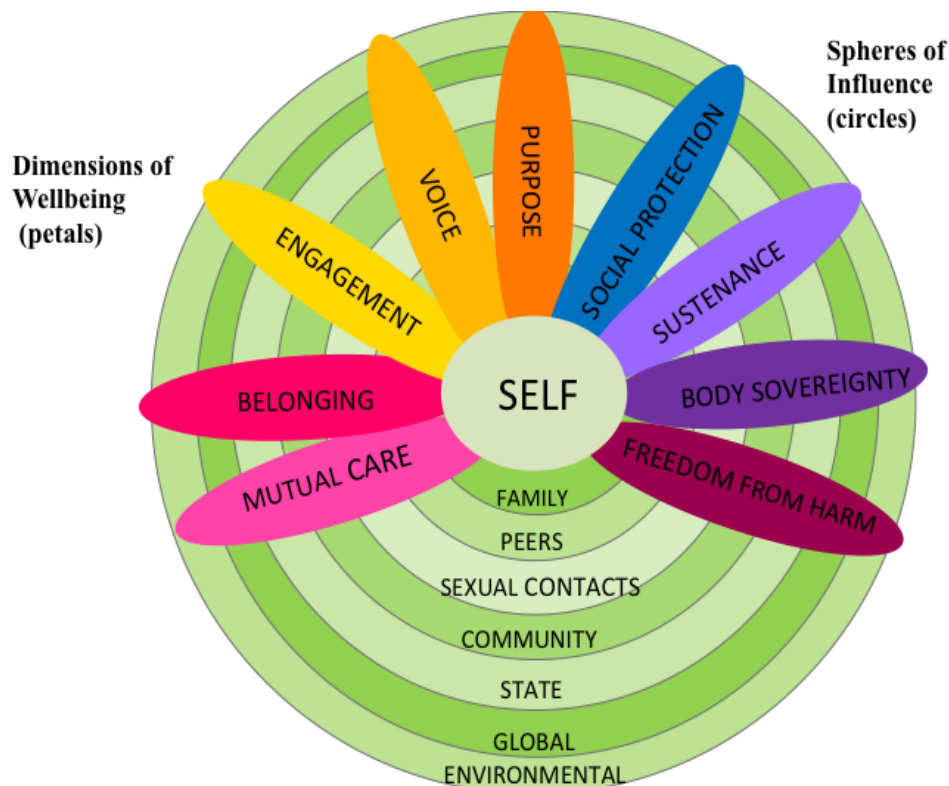 Dimensions of
Wellbeing
(petals)
Spheres of
Influence
(circles)
MUTUAL CARE
BELONGING
ENGAGEMENT
VOICE
PURPOSE
SOCIAL PROTECTION
SUSTENANCE
BODY SOVEREIGNTY
FREEDOM FROM HARM
SELF
FAMILY
PEERS
SEXUAL CONTACTS
COMMUNITY
STATE
GLOBAL
ENVIRONMENTAL